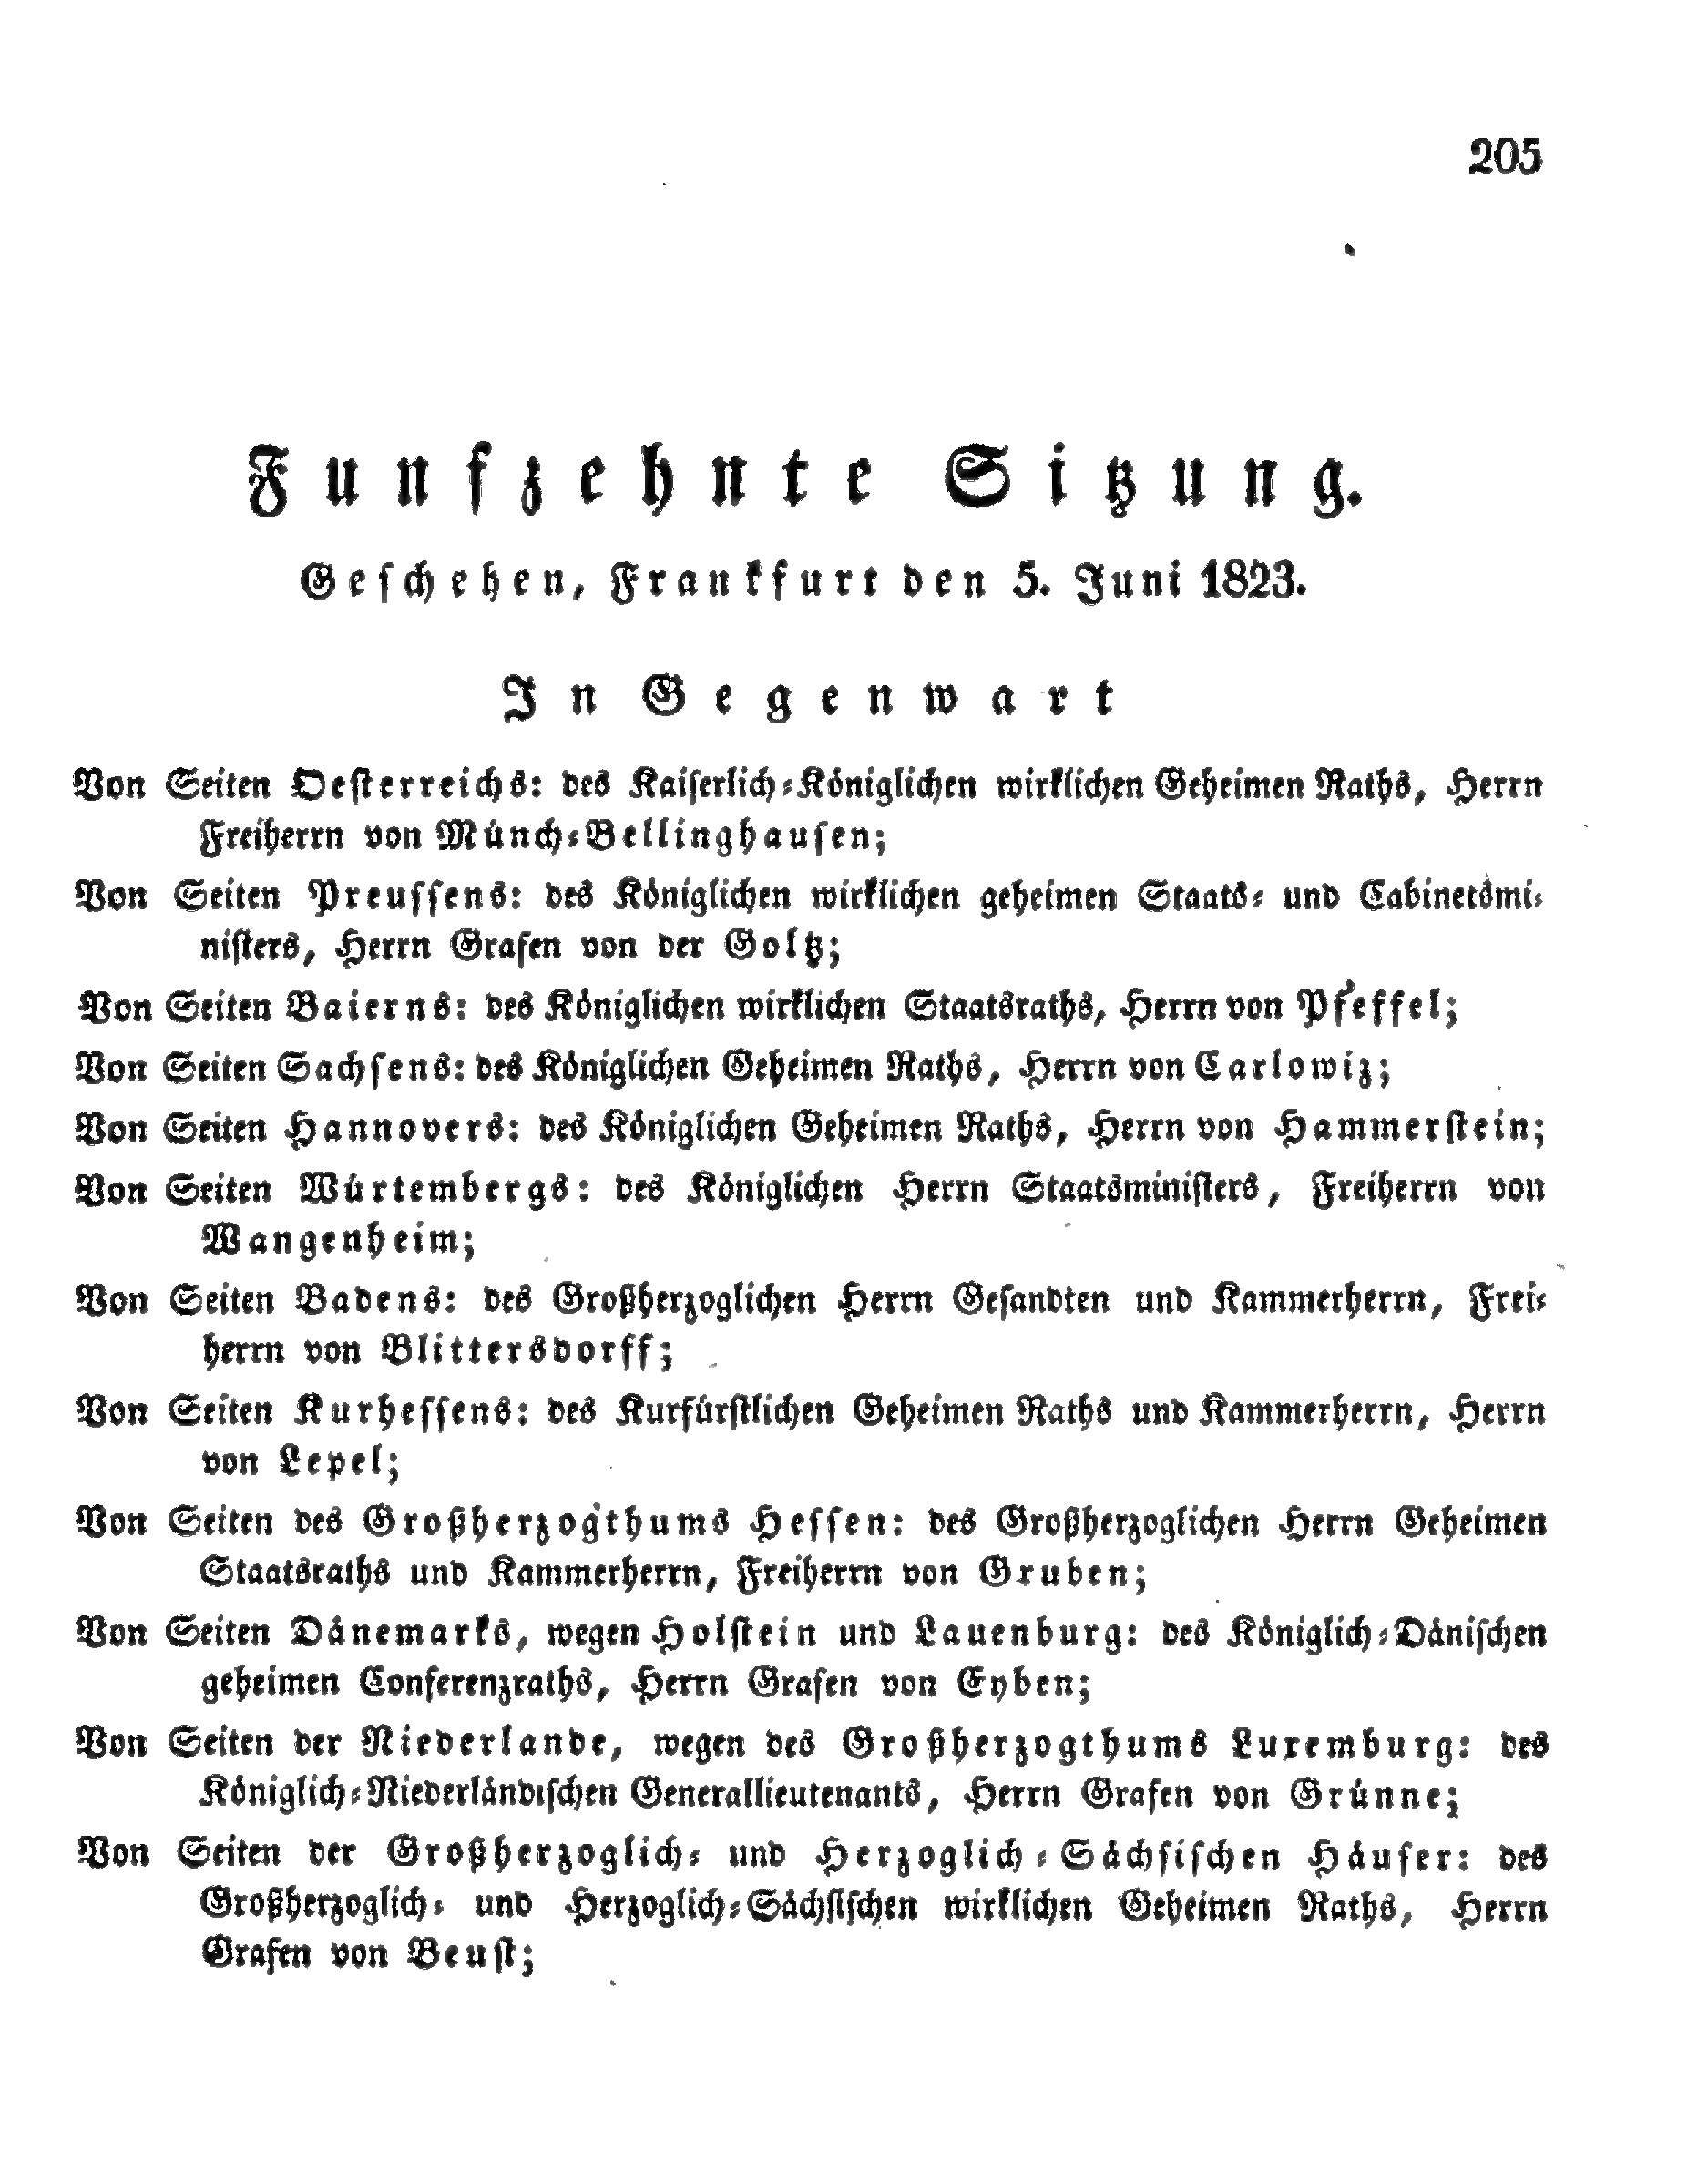 205
Funfzehnte Sitzung.
Geschehen, Frankfurt den 5. Juni 1823.
In Gegenwart
Von Seiten Oesterreichs: des Kaiserlich-Königlichen wirklichen Geheimen Raths, Herrn
Freiherrn von Münch-Bellinghausen;
Von Seiten Preussens: des Königlichen wirklichen geheimen Staats- und Cabinetsmi-
nisters, Herrn Grafen von der Goltz;
Von Seiten Baierns: des Königlichen wirklichen Staatsraths, Herrn von Pfeffel;
Von Seiten Sachsens: des Königlichen Geheimen Raths, Herrn von Carlowiz;
Von Seiten Hannovers: des Königlichen Geheimen Raths, Herrn von Hammerstein;
Von Seiten Würtembergs: des Königlichen Herrn Staatsministers, Freiherrn von
Wangenheim;
Von Seiten Badens: des Großherzoglichen Herrn Gesandten und Kammerherrn, Frei-
herrn von Blittersdorff;
Von Seiten Kurhessens: des Kurfürstlichen Geheimen Raths und Kammerherrn, Herrn
von Lepel;
Von Seiten des Großherzogthums Hessen: des Großherzoglichen Herrn Geheimen
Staatsraths und Kammerherrn, Freiherrn von Gruben;
Von Seiten Dänemarks, wegen Holstein und Lauenburg: des Königlich-Dänischen
geheimen Conferenzraths, Herrn Grafen von Eyben;
Von Seiten der Niederlande, wegen des Großherzogthums Luxemburg: des
Königlich-Niederländischen Generallieutenants, Herrn Grafen von Grünne;
Von Seiten der Großherzoglich- und Herzoglich-Sächsischen Häuser: des
Großherzoglich- und Herzoglich-Sächsischen wirklichen Geheimen Raths, Herrn
Grafen von Beust;